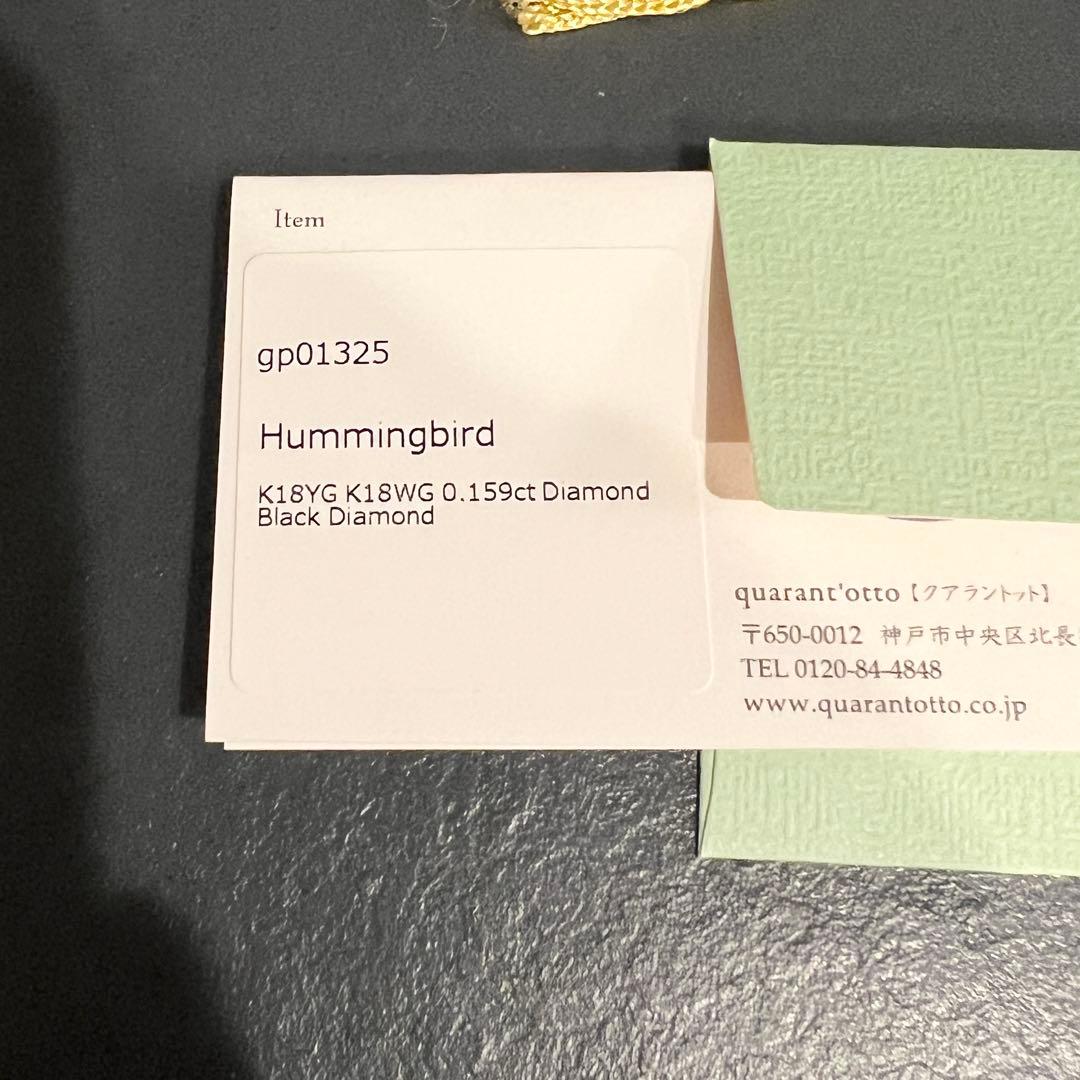 Item
gp01325
Hummingbird
K18YG K18WG 0.159ct Diamond
Black Diamond
quarant'otto【クアラントット】
〒650-0012 神戸市中央区北長
TEL 0120-84-4848
www.quarantotto.co.jp